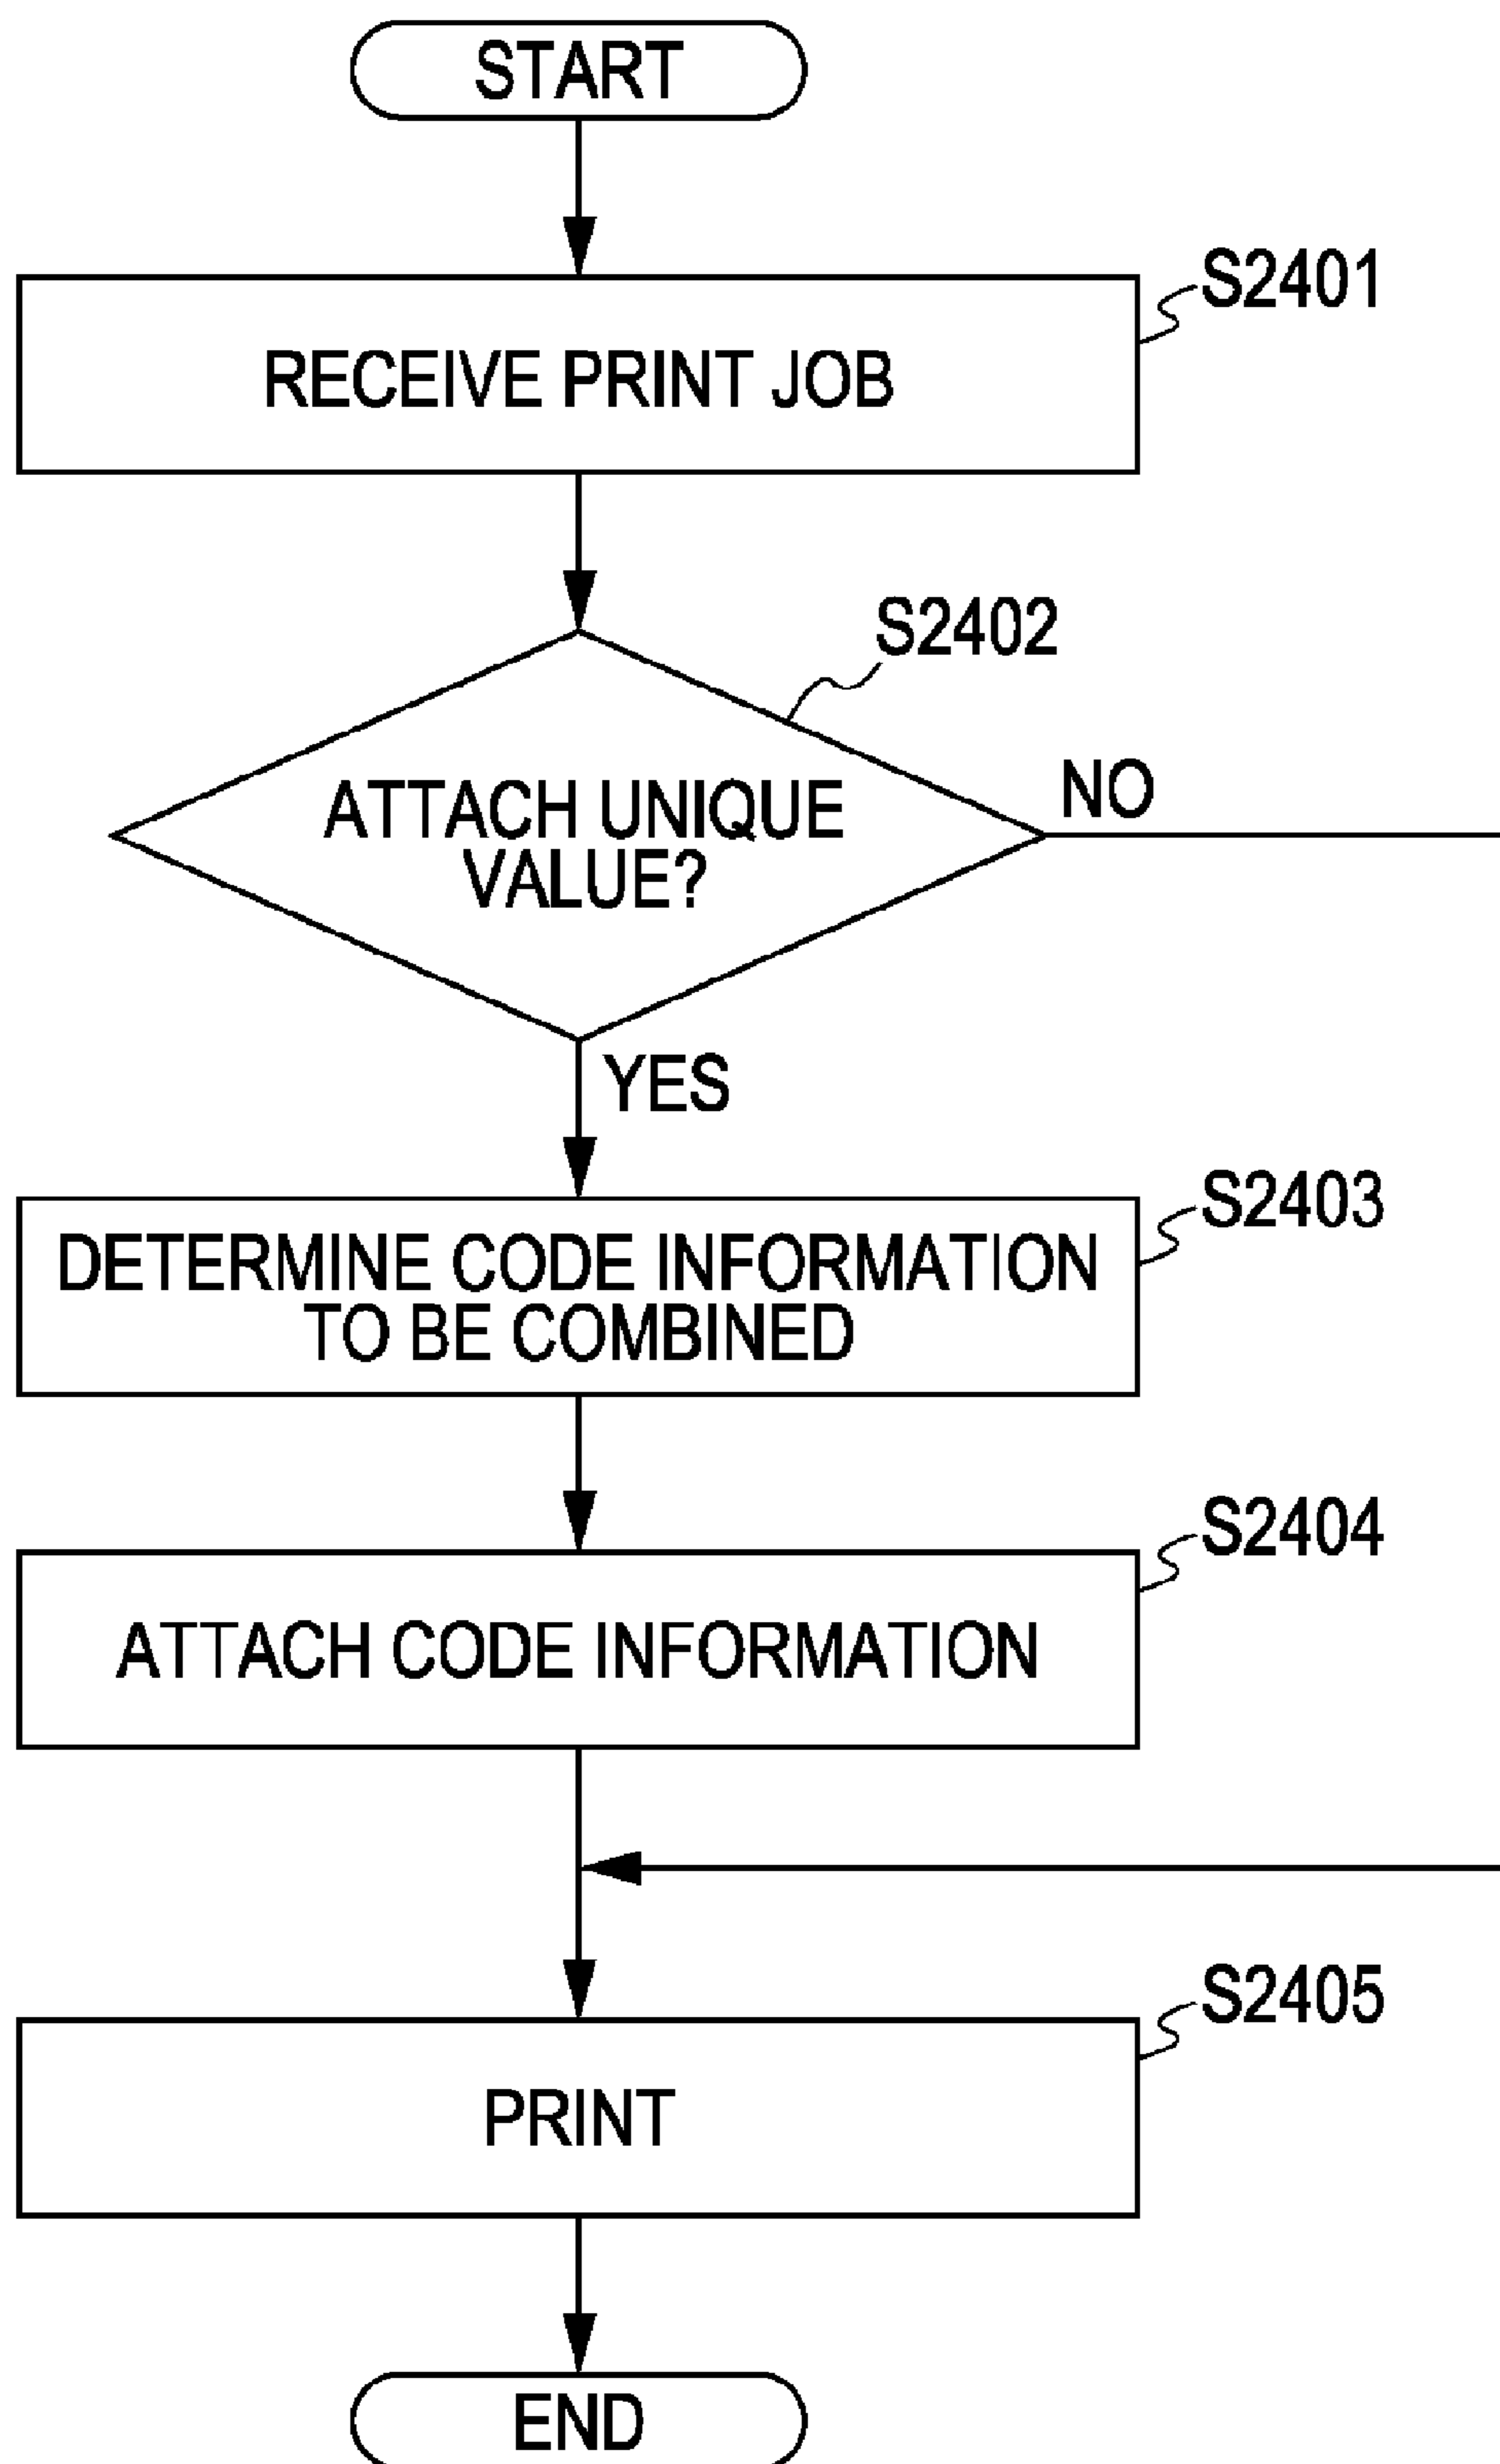 START
S2401
RECEIVE PRINT JOB
S2402
ATTACH UNIQUE
VALUE?
NO
YES
S2403
DETERMINE CODE INFORMATION
TO BE COMBINED
S2404
ATTACH CODE INFORMATION
S2405
PRINT
END